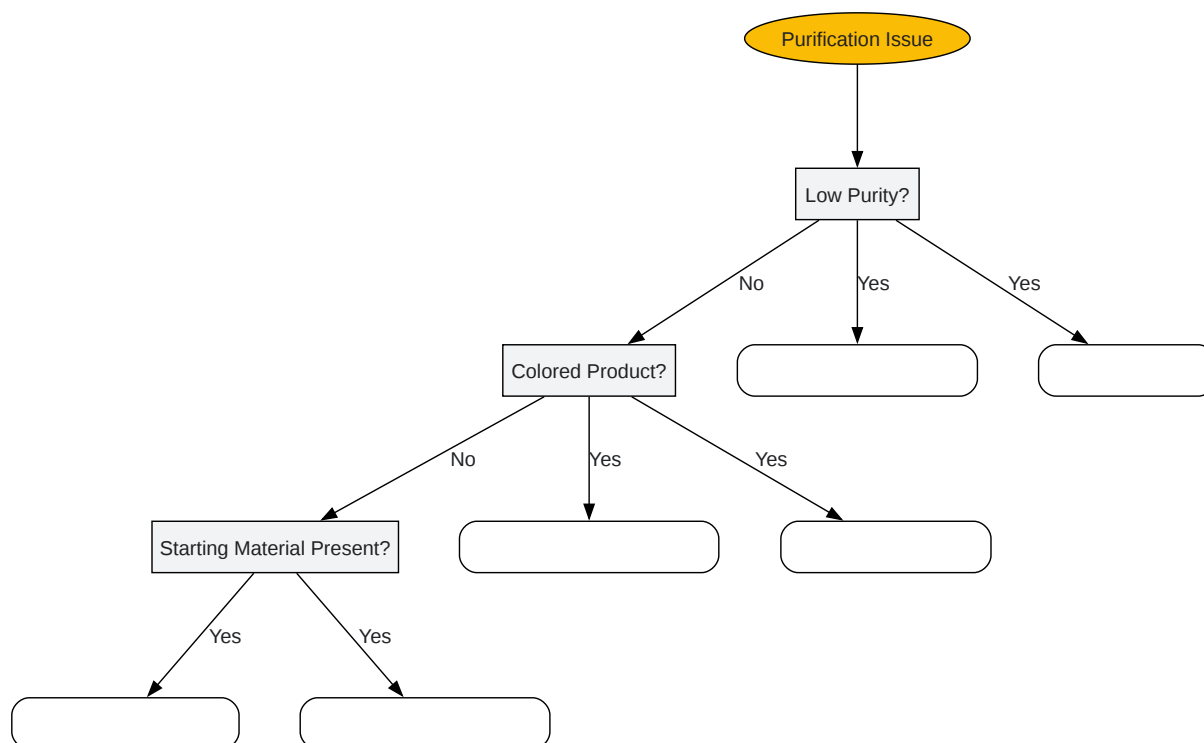 Purification Issue
Low Purity?
No
Yes
Yes
Colored Product?
No
Yes
Yes
Starting Material Present?
Yes
Yes